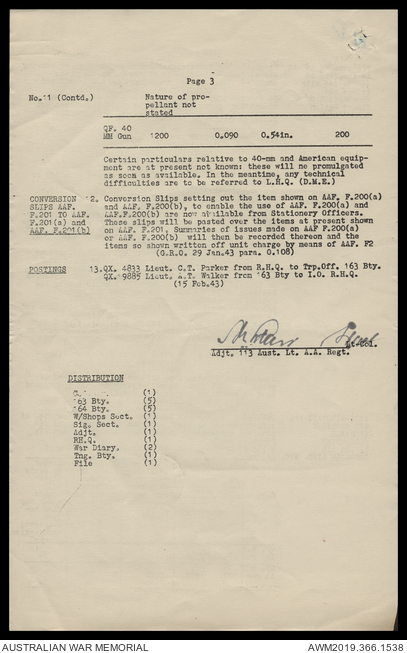 Page 3
No. 11 (Contd.) Nature of pro-
pellant not
stated
QF. 40
MM Gun 1200 0.090 0.54in. 200
Certain particulars relative to 40-mm and American equip-
ment are at present not known: these will be promulgated
as soon as available. In the meantime, any technical
difficulties are to be referred to L.H.Q. (D.M.E.)
CONVERSION 12. Conversion Slips setting out the item shown on AAF. F.200(a)
SLIPS AAF. and AAF. F.200(b), to enable the use of AAF. F.200(a) and
F.201 TO AAF. AAF.F.200(b) are now available from Stationery Officers.
F.201(a) and These slips will be pasted over the items at present shown
AAF. F.201(b) on AAF. F.201. Summaries of issues made on AAF F.200(a)
or AAF F.200(b) will then be recorded thereon and the
items so shown written off unit charge by means of AAF. F2
(G.R.O. 29 Jan.43 para. 0.108)
POSTINGS 13. QX. 4833 Lieut. C.T. Parker from R.H.Q. to Trp.Off. 163 Bty.
QX.19885 Lieut. A.T. Walker from 163 Bty to I.O. R.H.Q.
(15 Feb.43)
Lt-Col.
Adjt. 113 Aust. Lt. A.A. Regt.
DISTRIBUTION
(1)
163 Bty. (5)
164 Bty. (5)
W/Shops Sect. (1)
Sig. Sect. (1)
Adjt. (1)
RH.Q. (1)
War Diary. (2)
Tng. Bty. (1)
File (1)
AUSTRALIAN WAR MEMORIAL AWM2019.366.1538